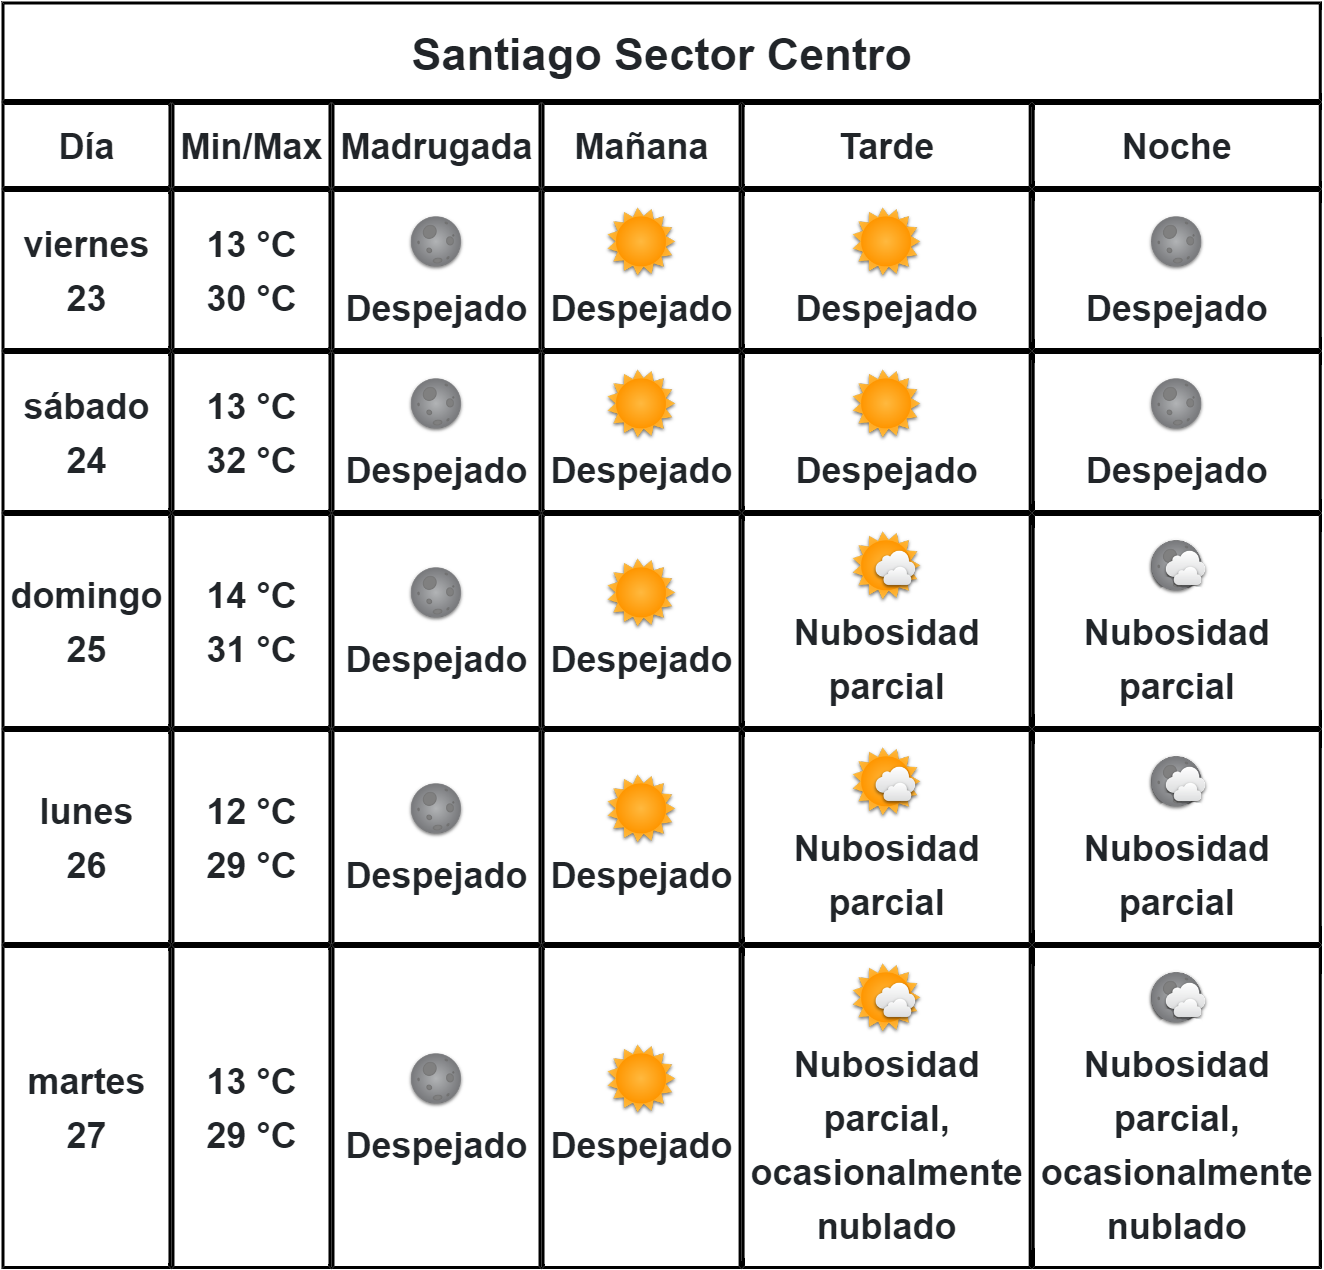 Santiago Sector Centro
Día Min/Max Madrugada Mañana Tarde Noche
viernes
23
13 °C
30 °C
Despejado
Despejado
Despejado
Despejado
sábado
24
13 °C
32 °C
Despejado
Despejado
Despejado
Despejado
domingo
25
14 °C
31 °C
Despejado
Despejado
Nubosidad
parcial
Nubosidad
parcial
lunes
26
12 °C
29 °C
Despejado
Despejado
Nubosidad
parcial
Nubosidad
parcial
martes
27
13 °C
29 °C
Despejado
Despejado
Nubosidad
parcial,
ocasionalmente
nublado
Nubosidad
parcial,
ocasionalmente
nublado